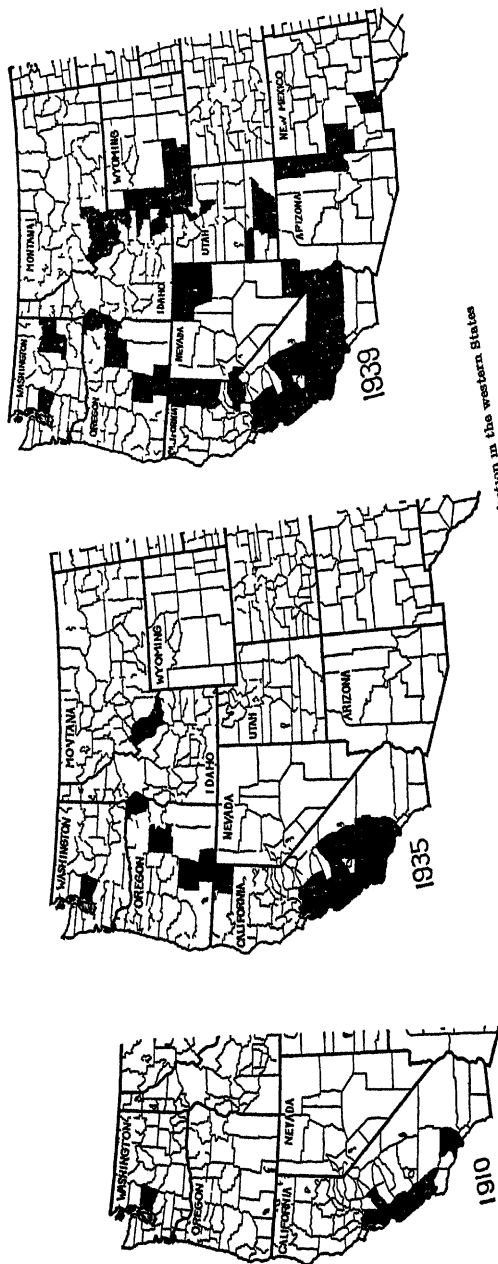 WASHINGTON
OREGON
CALIFORNIA
NEVADA
1910
WASHINGTON
MONTANA
OREGON
IDAHO
WYOMING
CALIFORNIA
NEVADA
UTAH
ARIZONA
1935
WASHINGTON
MONTANA
OREGON
IDAHO
WYOMING
CALIFORNIA
NEVADA
UTAH
ARIZONA
NEW MEXICO
1939
in the western States